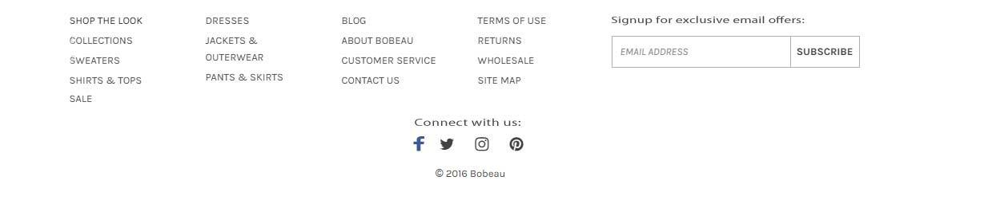 SHOP THE LOOK
COLLECTIONS
SWEATERS
SHIRTS & TOPS
SALE
DRESSES
JACKETS &
OUTERWEAR
PANTS & SKIRTS
BLOG
ABOUT BOBEAU
CUSTOMER SERVICE
CONTACT US
TERMS OF USE
RETURNS
WHOLESALE
SITE MAP
Signup for exclusive email offers:
EMAIL ADDRESS
SUBSCRIBE
Connect with us:
© 2016 Bobeau